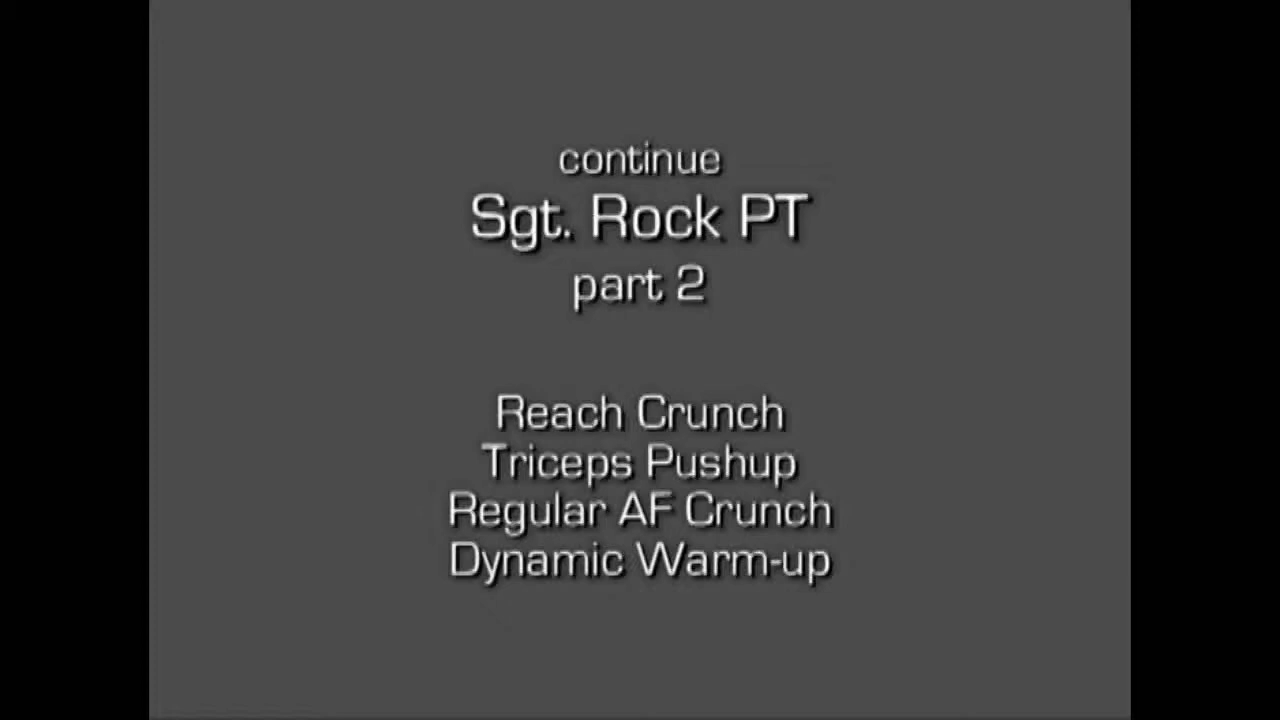 continue
Sgt. Rock PT
part 2
Reach Crunch
Triceps Pushup
Regular AF Crunch
Dynamic Warm-up